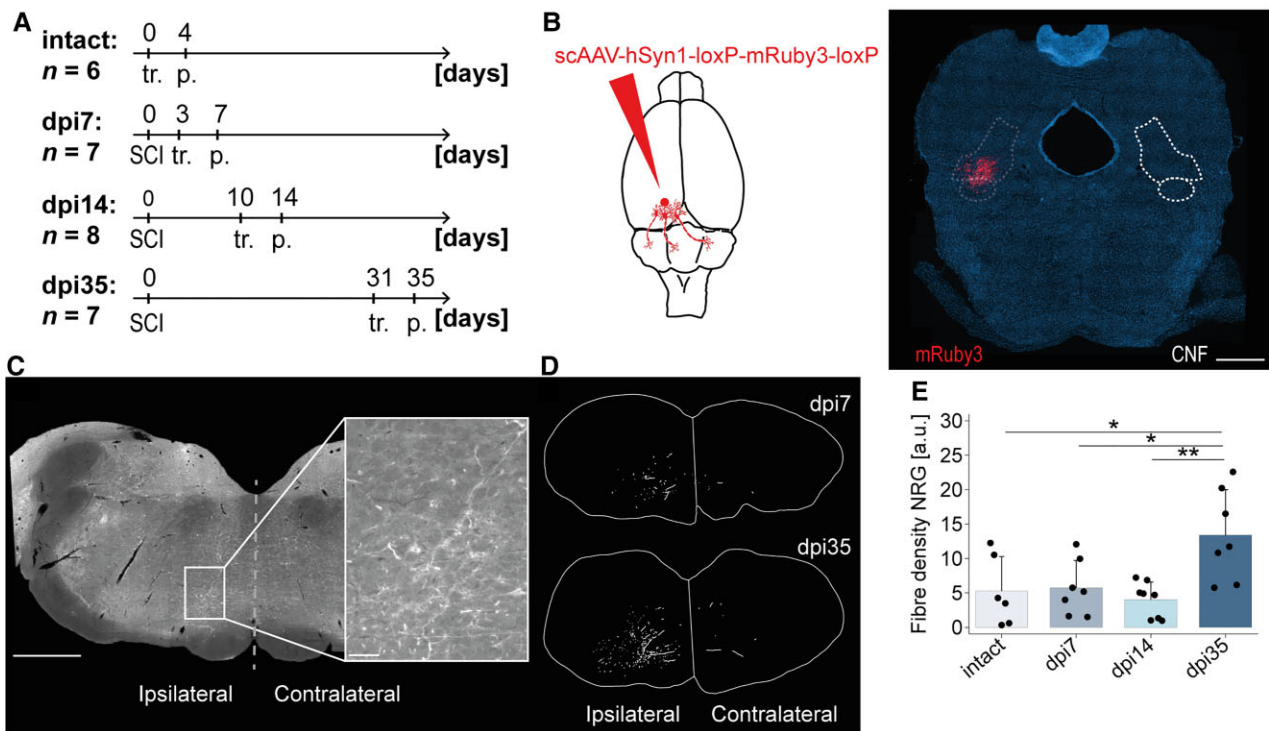 A
intact:
n = 6
0 4
tr. p.
[days]
dpi7:
n = 7
0 3 7
SCI tr. p.
[days]
dpi14:
n = 8
0 10 14
SCI tr. p.
[days]
dpi35:
n = 7
0 31 35
SCI tr. p.
[days]
B
scAAV-hSyn1-loxP-mRuby3-loxP
mRuby3 CNF
C
Ipsilateral Contralateral
D
dpi7
dpi35
Ipsilateral Contralateral
E
Fibre density NRG [a.u.]
30
25
20
15
10
5
0
*
*
**
intact dpi7 dpi14 dpi35